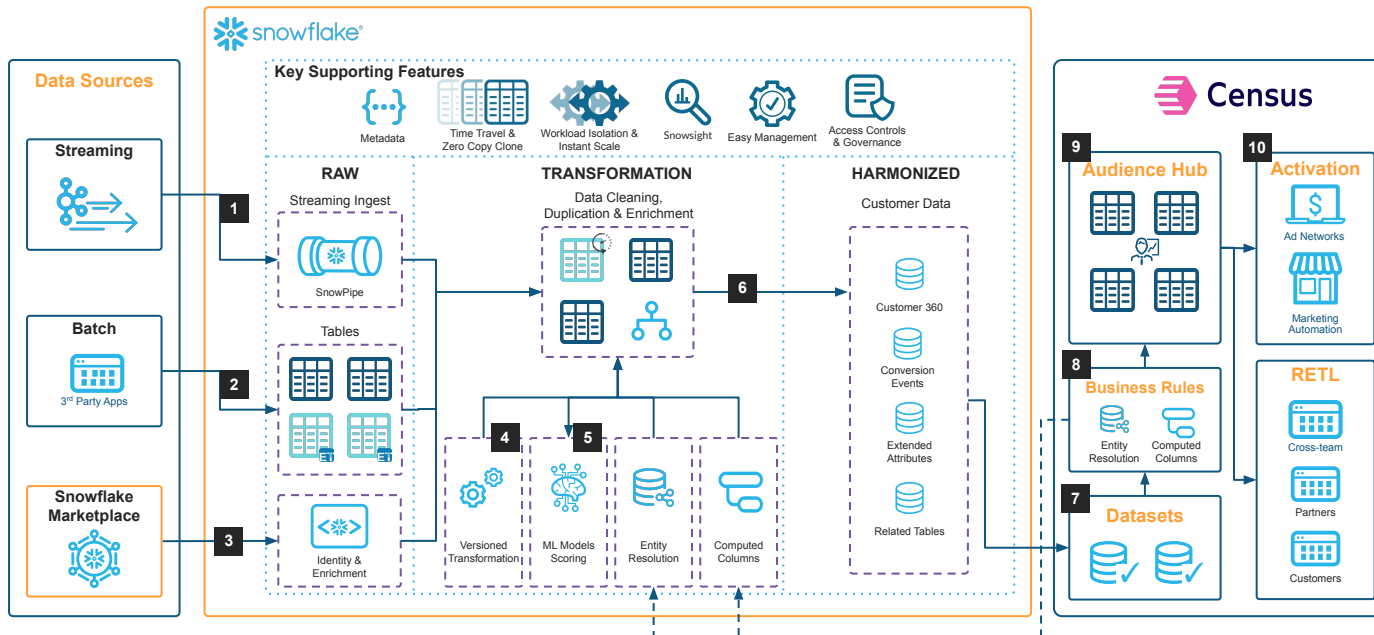 snowflake®
Data Sources
Streaming
Batch
3rd Party Apps
Snowflake
Marketplace
1
2
3
Key Supporting Features
Metadata
Time Travel &
Zero Copy Clone
Workload Isolation &
Instant Scale
Snowsight
Easy Management
Access Controls
& Governance
RAW
Streaming Ingest
SnowPipe
Tables
ET
ET
Identity &
Enrichment
TRANSFORMATION
Data Cleaning,
Duplication & Enrichment
4
Versioned
Transformation
5
ML Models
Scoring
Entity
Resolution
Computed
Columns
6
HARMONIZED
Customer Data
Customer 360
Conversion
Events
Extended
Attributes
Related Tables
Census
9
Audience Hub
8
Business Rules
Entity
Resolution
Computed
Columns
7
Datasets
10
Activation
$
Ad Networks
Marketing
Automation
RETL
Cross-team
Partners
Customers